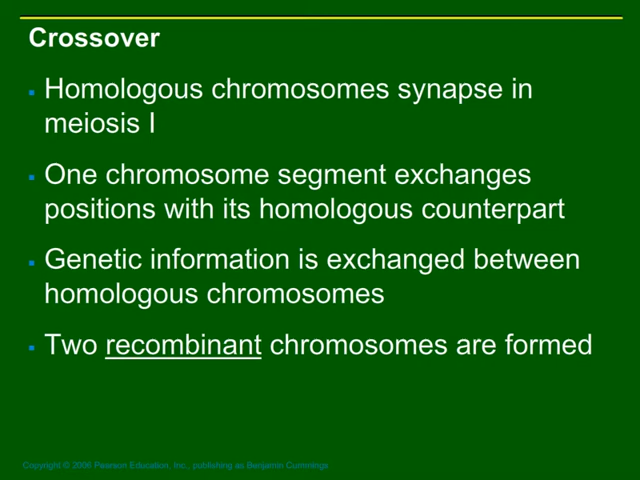 Crossover
Homologous chromosomes synapse in
meiosis I
One chromosome segment exchanges
positions with its homologous counterpart
Genetic information is exchanged between
homologous chromosomes
Two recombinant chromosomes are formed
Copyright © 2006 Pearson Education, Inc., publishing as Benjamin Cummings